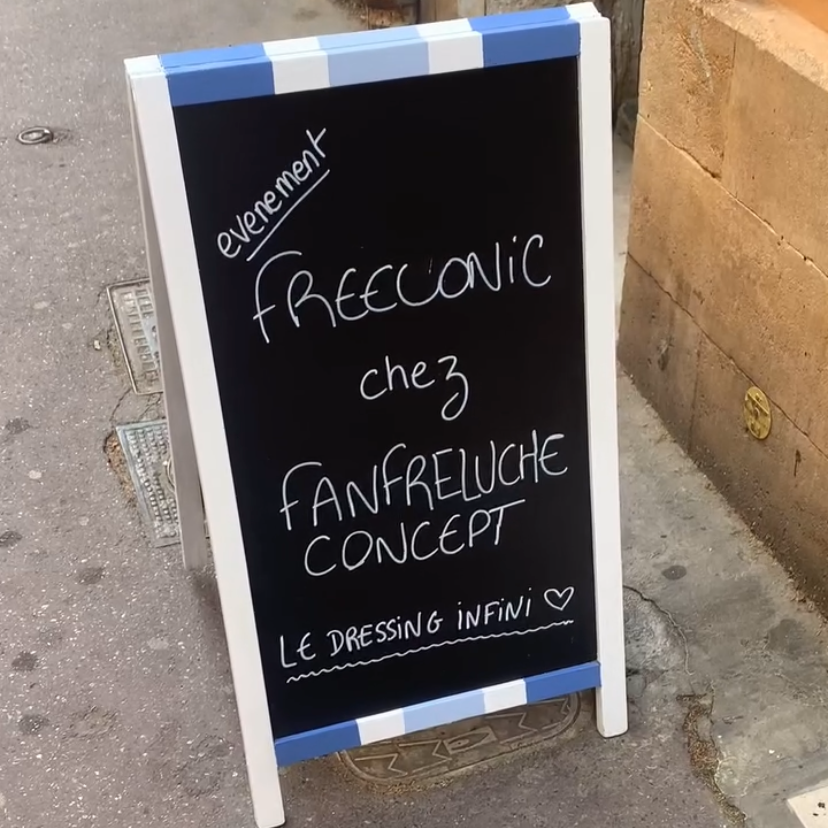 evenement
FREECONiC
chez
FANFRELUCHE
CONCEPT
LE DRESSiNG iNFiNi ♡